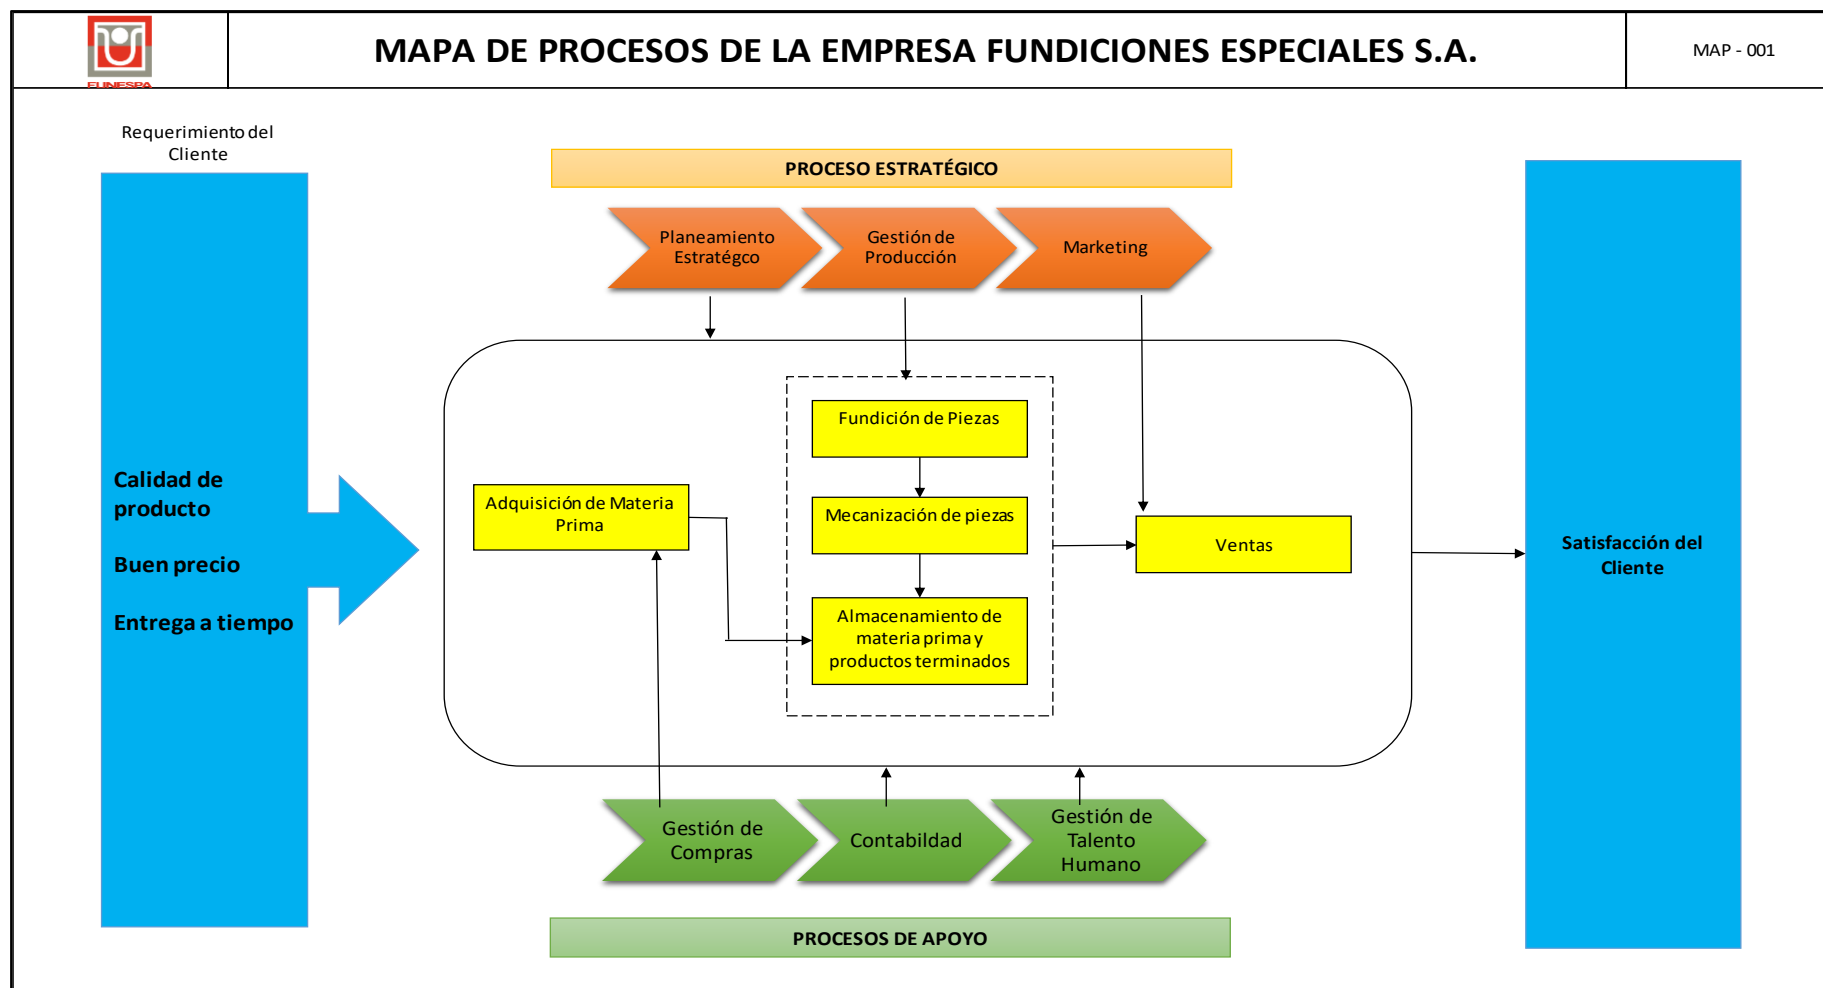 FUNESPA
MAPA DE PROCESOS DE LA EMPRESA FUNDICIONES ESPECIALES S.A.
MAP - 001
Requerimiento del
Cliente
PROCESO ESTRATÉGICO
Planeamiento
Estratégco
Gestión de
Producción
Marketing
Calidad de
producto
Buen precio
Entrega a tiempo
Adquisición de Materia
Prima
Fundición de Piezas
Mecanización de piezas
Almacenamiento de
materia prima y
productos terminados
Ventas
Satisfacción del
Cliente
Gestión de
Compras
Contabildad
Gestión de
Talento
Humano
PROCESOS DE APOYO